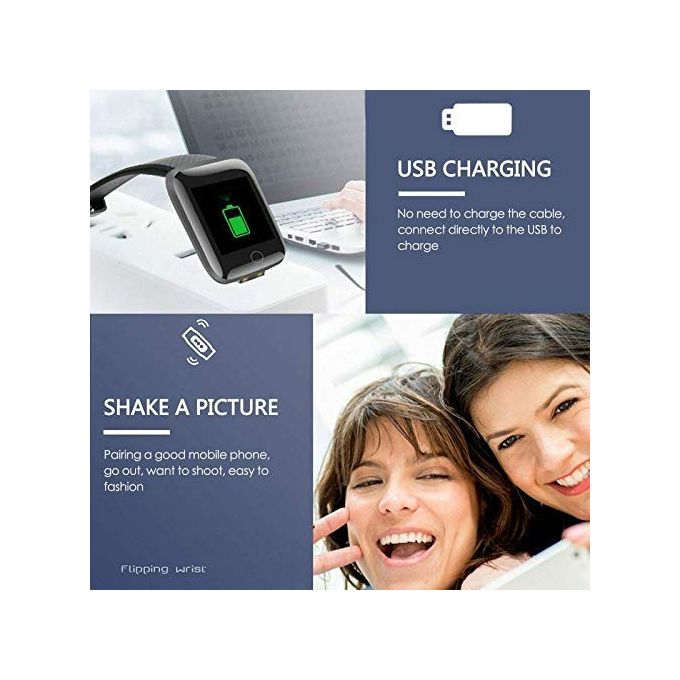 USB CHARGING
No need to charge the cable,
connect directly to the USB to
charge
SHAKE A PICTURE
Pairing a good mobile phone,
go out, want to shoot, easy to
fashion
Flipping wrist